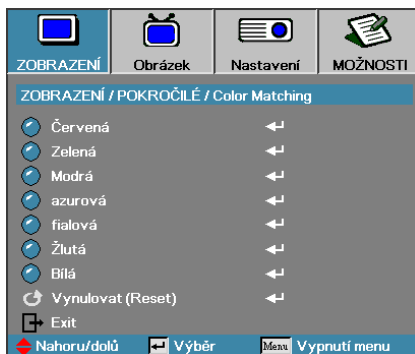 ZOBRAZENÍ Obrázek Nastavení MOŽNOSTI
ZOBRAZENÍ / POKROČILÉ / Color Matching
Červená
Zelená
Modrá
azurová
fialová
Žlutá
Bílá
Vynulovat (Reset)
Exit
Nahoru/dolů Výběr Menu Vypnutí menu